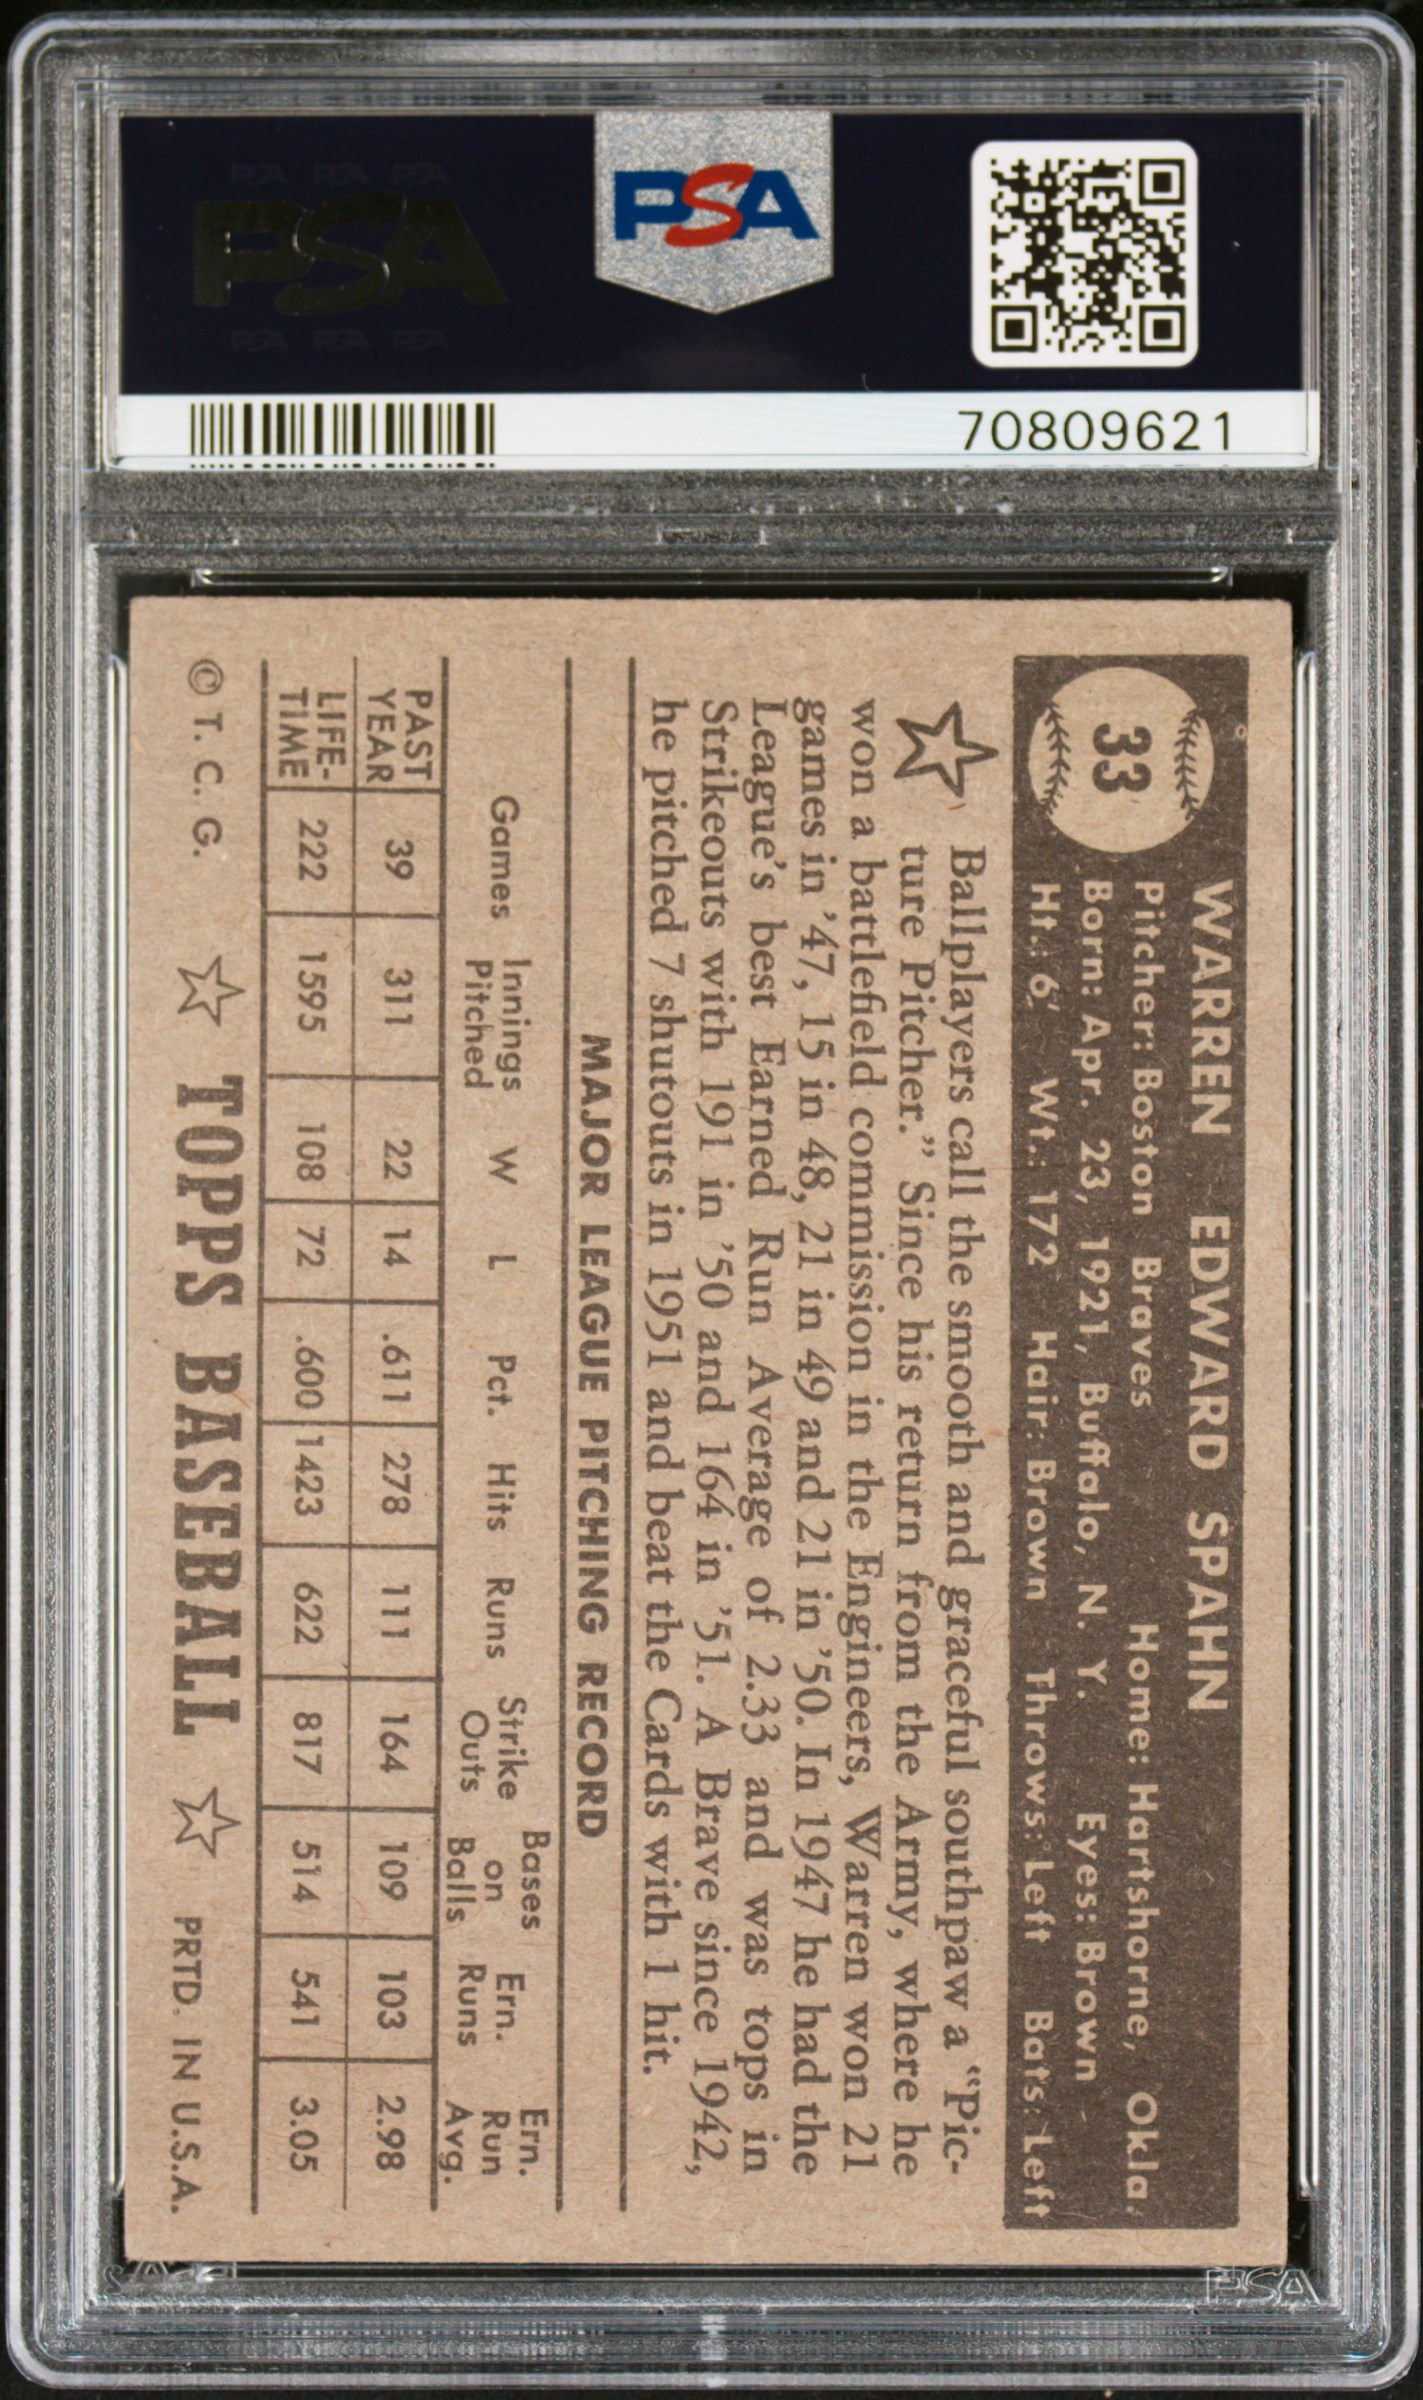 PSA PSA PSA
PSA
PSA PSA PSA
PSA
70809621
33
WARREN EDWARD SPAHN
Pitcher: Boston Braves Home: Hartshorne, Okla.
Born: Apr. 23, 1921, Buffalo, N. Y. Eyes: Brown
Ht.: 6' Wt.: 172 Hair: Brown Throws: Left Bats: Left
Ballplayers call the smooth and graceful southpaw a “Pic-
ture Pitcher.” Since his return from the Army, where he
won a battlefield commission in the Engineers, Warren won 21
games in ’47, 15 in 48, 21 in 49 and 21 in ’50. In 1947 he had the
League’s best Earned Run Average of 2.33 and was tops in
Strikeouts with 191 in ’50 and 164 in ’51. A Brave since 1942,
he pitched 7 shutouts in 1951 and beat the Cards with 1 hit.
MAJOR LEAGUE PITCHING RECORD
Games Innings Pitched W L Pct. Hits Runs Strike Outs Bases on Balls Ern. Runs Ern. Run Avg.
PAST YEAR 39 311 22 14 .611 278 111 164 109 103 2.98
LIFE-TIME 222 1595 108 72 .600 1423 622 817 514 541 3.05
© T. C. G. TOPPS BASEBALL PRTD. IN U.S.A.
PSA